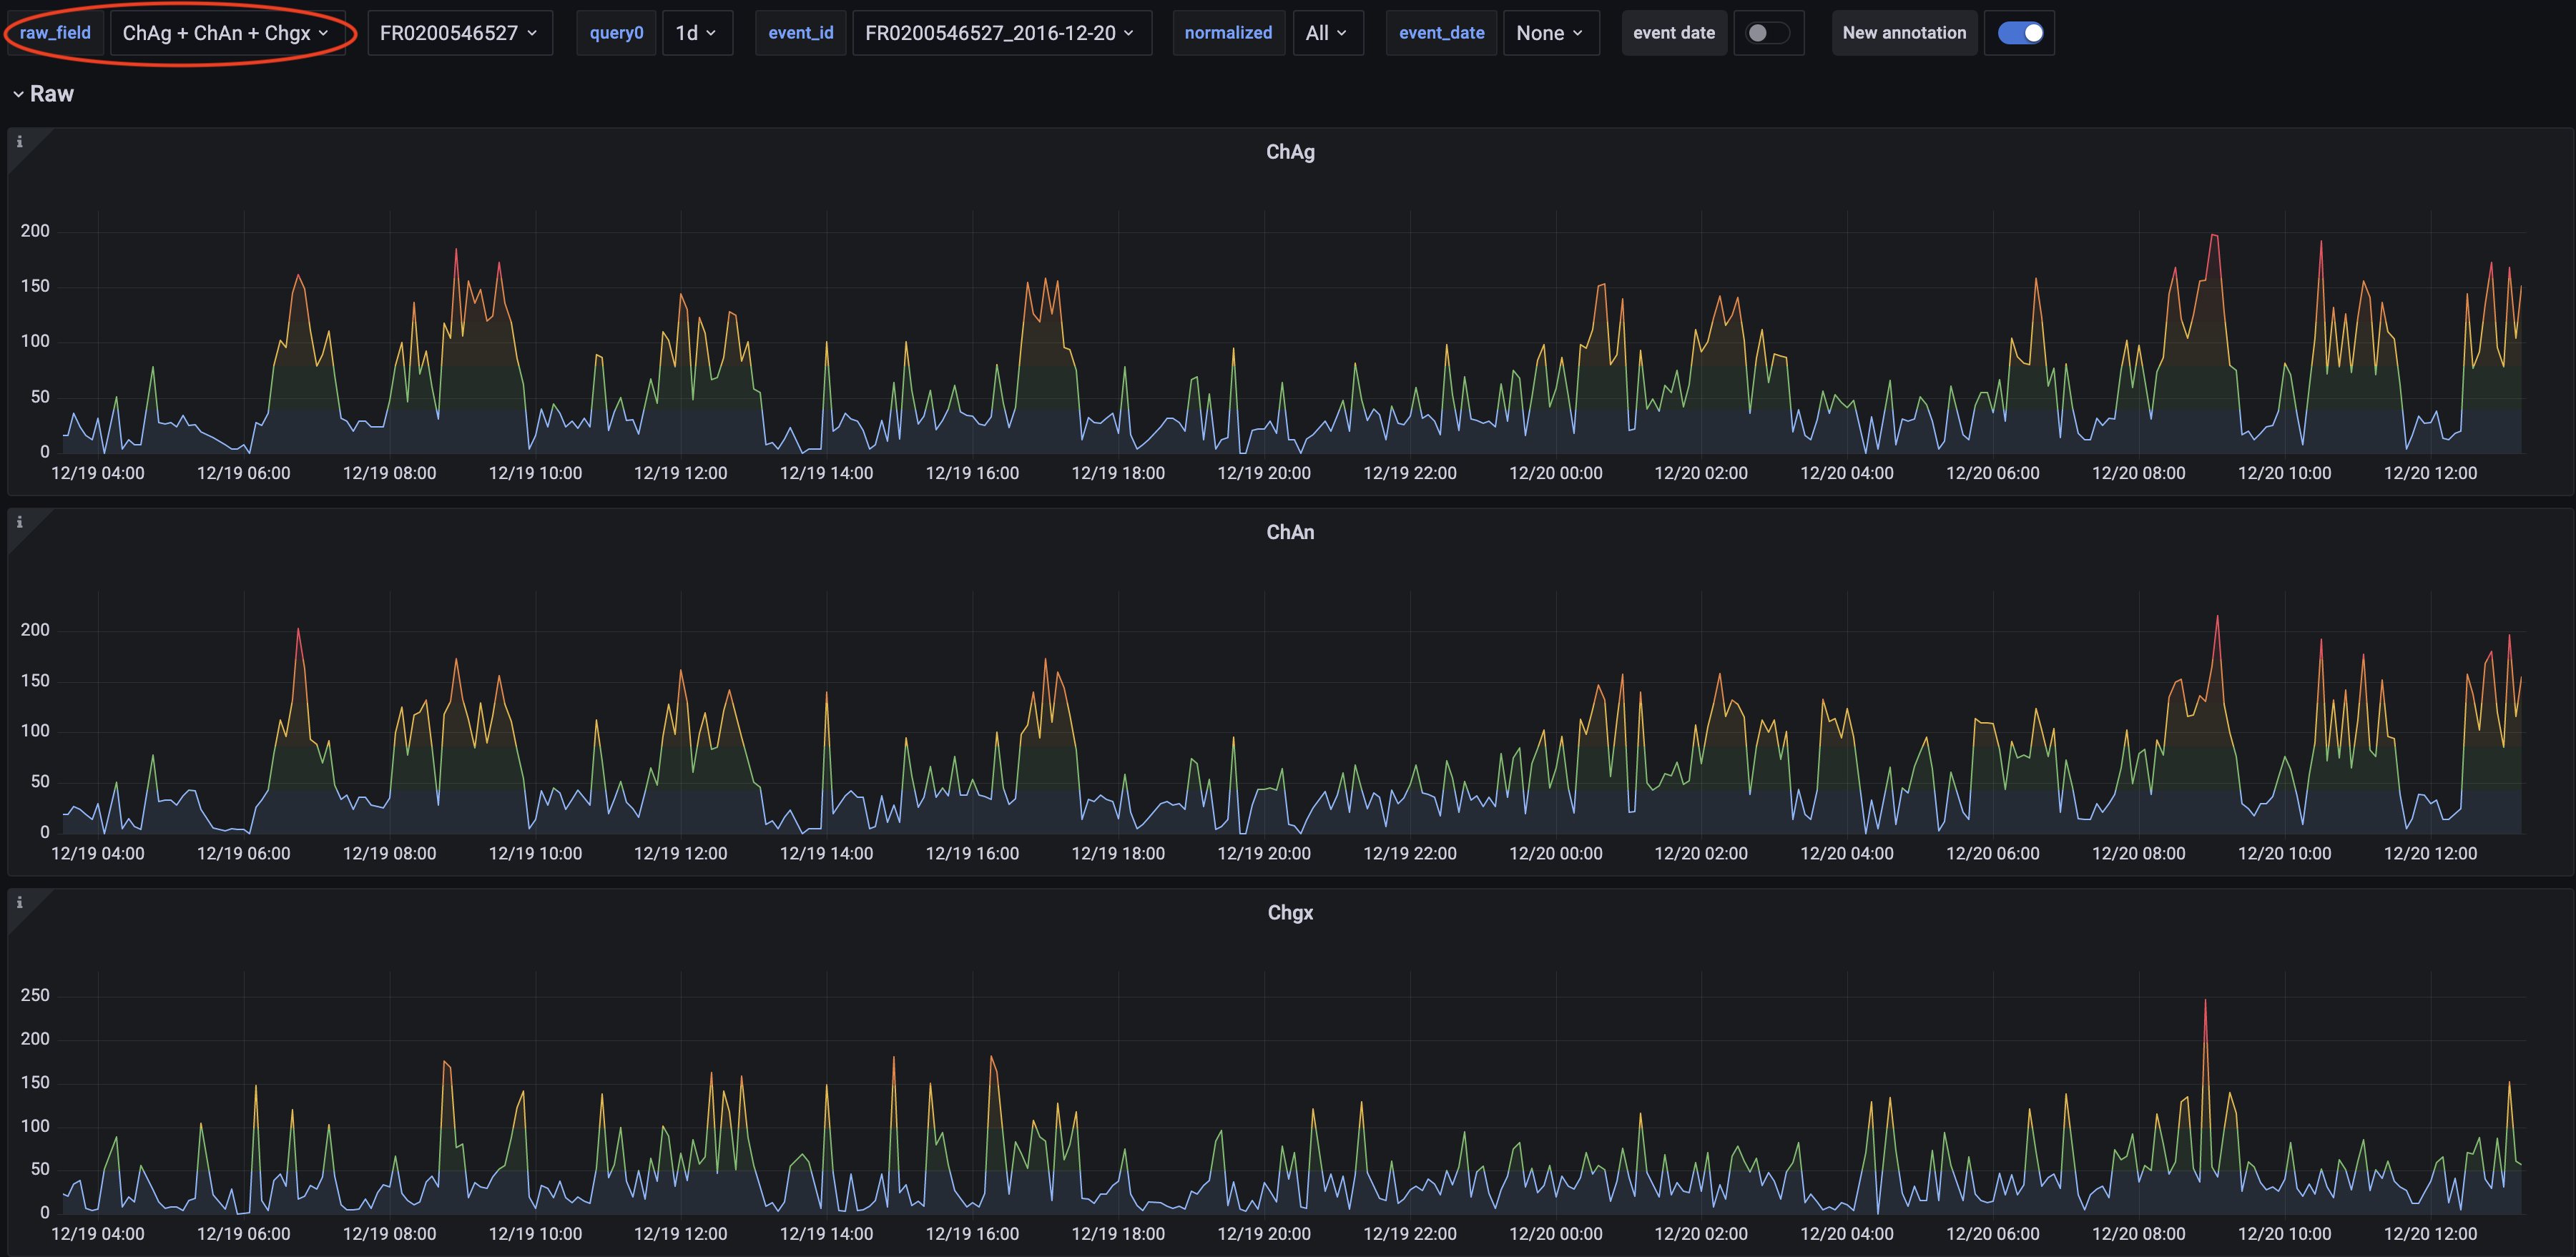 raw_field ChAg + ChAn + Chgx FR0200546527 query0 1d event_id FR0200546527_2016-12-20 normalized All event_date None event date New annotation
Raw
i
ChAg
200
150
100
50
0
12/19 04:00 12/19 06:00 12/19 08:00 12/19 10:00 12/19 12:00 12/19 14:00 12/19 16:00 12/19 18:00 12/19 20:00 12/19 22:00 12/20 00:00 12/20 02:00 12/20 04:00 12/20 06:00 12/20 08:00 12/20 10:00 12/20 12:00
i
ChAn
200
150
100
50
0
12/19 04:00 12/19 06:00 12/19 08:00 12/19 10:00 12/19 12:00 12/19 14:00 12/19 16:00 12/19 18:00 12/19 20:00 12/19 22:00 12/20 00:00 12/20 02:00 12/20 04:00 12/20 06:00 12/20 08:00 12/20 10:00 12/20 12:00
i
Chgx
250
200
150
100
50
0
12/19 04:00 12/19 06:00 12/19 08:00 12/19 10:00 12/19 12:00 12/19 14:00 12/19 16:00 12/19 18:00 12/19 20:00 12/19 22:00 12/20 00:00 12/20 02:00 12/20 04:00 12/20 06:00 12/20 08:00 12/20 10:00 12/20 12:00